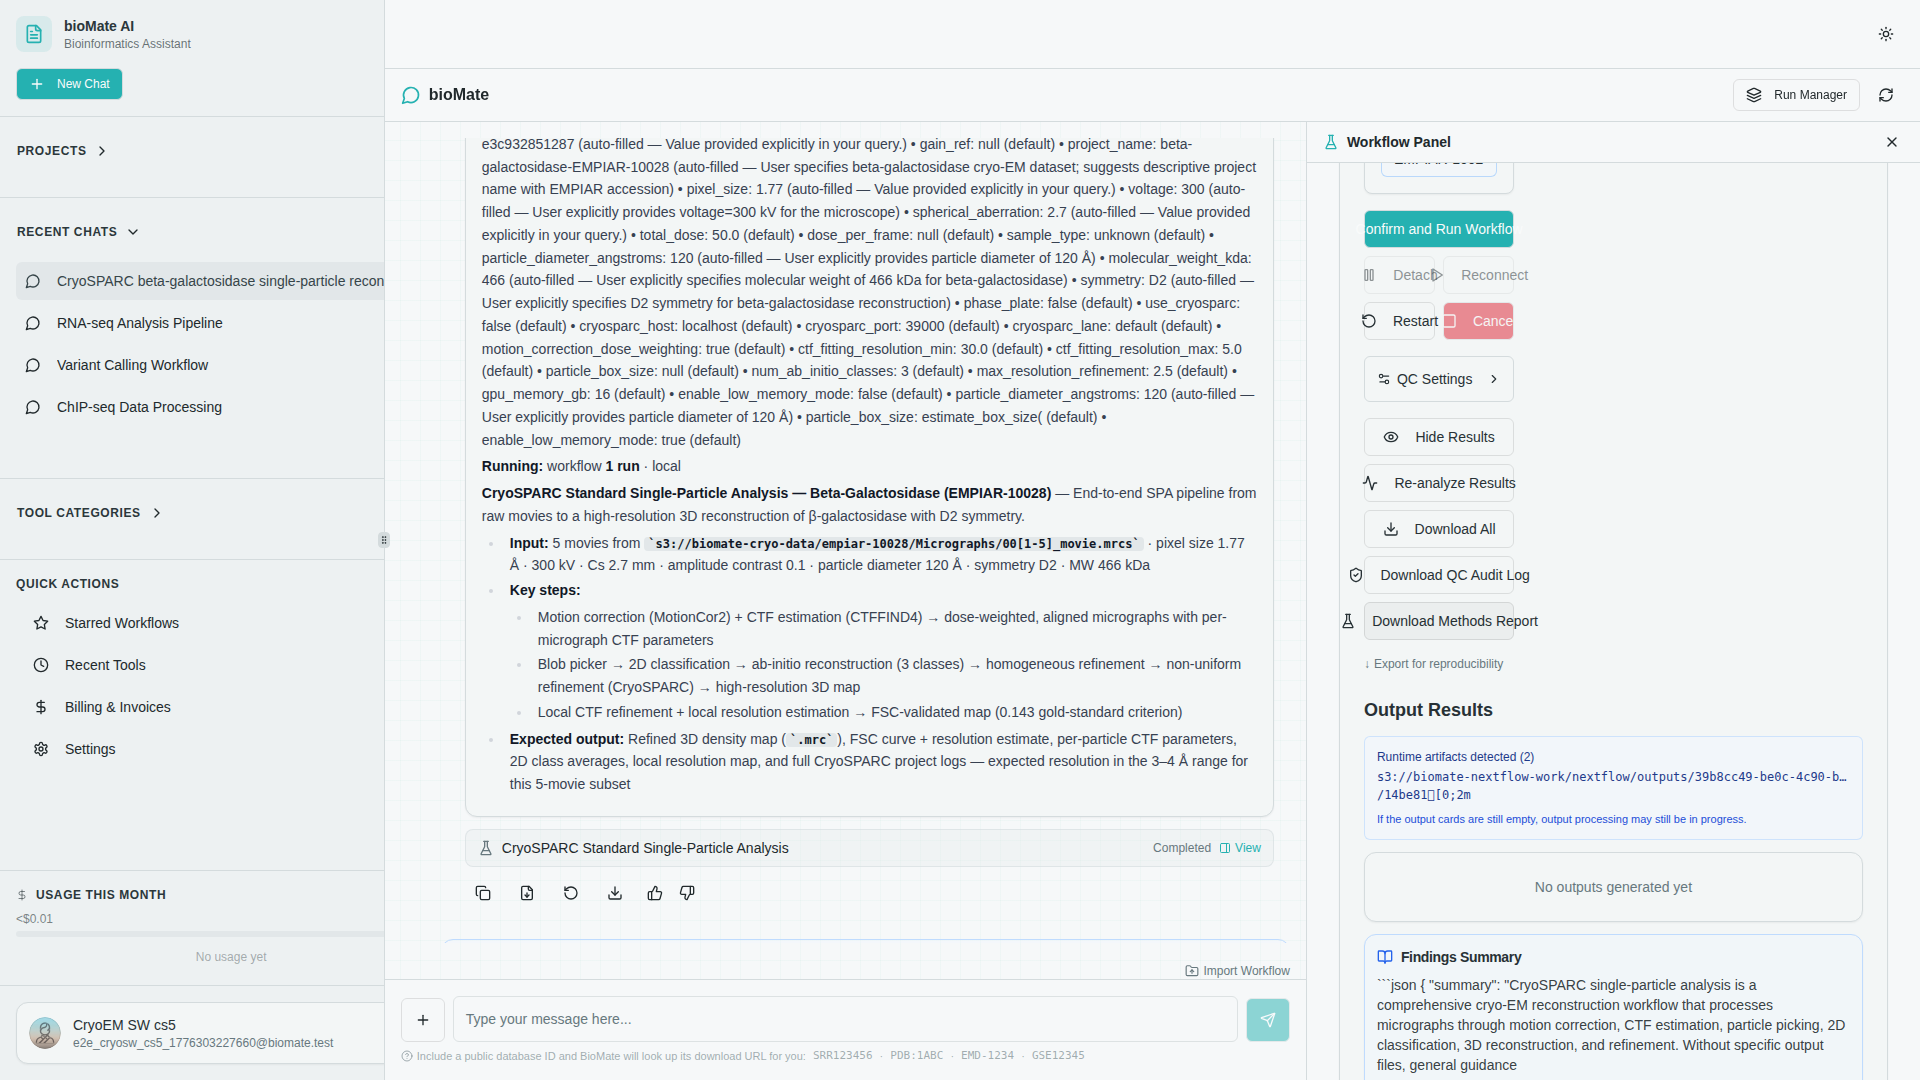 bioMate AI
Bioinformatics Assistant
New Chat
PROJECTS
RECENT CHATS
CryoSPARC beta-galactosidase single-particle recon
RNA-seq Analysis Pipeline
Variant Calling Workflow
ChIP-seq Data Processing
TOOL CATEGORIES
QUICK ACTIONS
Starred Workflows
Recent Tools
Billing & Invoices
Settings
USAGE THIS MONTH
<$0.01
No usage yet
CryoEM SW cs5
e2e_cryosw_cs5_1776303227660@biomate.test
bioMate
Run Manager
e3c932851287 (auto-filled — Value provided explicitly in your query.) • gain_ref: null (default) • project_name: beta-
galactosidase-EMPIAR-10028 (auto-filled — User specifies beta-galactosidase cryo-EM dataset; suggests descriptive project
name with EMPIAR accession) • pixel_size: 1.77 (auto-filled — Value provided explicitly in your query.) • voltage: 300 (auto-
filled — User explicitly provides voltage=300 kV for the microscope) • spherical_aberration: 2.7 (auto-filled — Value provided
explicitly in your query.) • total_dose: 50.0 (default) • dose_per_frame: null (default) • sample_type: unknown (default) •
particle_diameter_angstroms: 120 (auto-filled — User explicitly provides particle diameter of 120 Å) • molecular_weight_kda:
466 (auto-filled — User explicitly specifies molecular weight of 466 kDa for beta-galactosidase) • symmetry: D2 (auto-filled —
User explicitly specifies D2 symmetry for beta-galactosidase reconstruction) • phase_plate: false (default) • use_cryosparc:
false (default) • cryosparc_host: localhost (default) • cryosparc_port: 39000 (default) • cryosparc_lane: default (default) •
motion_correction_dose_weighting: true (default) • ctf_fitting_resolution_min: 30.0 (default) • ctf_fitting_resolution_max: 5.0
(default) • particle_box_size: null (default) • num_ab_initio_classes: 3 (default) • max_resolution_refinement: 2.5 (default) •
gpu_memory_gb: 16 (default) • enable_low_memory_mode: false (default) • particle_diameter_angstroms: 120 (auto-filled —
User explicitly provides particle diameter of 120 Å) • particle_box_size: estimate_box_size( (default) •
enable_low_memory_mode: true (default)
Running: workflow 1 run · local
CryoSPARC Standard Single-Particle Analysis — Beta-Galactosidase (EMPIAR-10028) — End-to-end SPA pipeline from
raw movies to a high-resolution 3D reconstruction of β-galactosidase with D2 symmetry.
Input: 5 movies from `s3://biomate-cryo-data/empiar-10028/Micrographs/00[1-5]_movie.mrcs` · pixel size 1.77
Å · 300 kV · Cs 2.7 mm · amplitude contrast 0.1 · particle diameter 120 Å · symmetry D2 · MW 466 kDa
Key steps:
Motion correction (MotionCor2) + CTF estimation (CTFFIND4) → dose-weighted, aligned micrographs with per-
micrograph CTF parameters
Blob picker → 2D classification → ab-initio reconstruction (3 classes) → homogeneous refinement → non-uniform
refinement (CryoSPARC) → high-resolution 3D map
Local CTF refinement + local resolution estimation → FSC-validated map (0.143 gold-standard criterion)
Expected output: Refined 3D density map (`.mrc`), FSC curve + resolution estimate, per-particle CTF parameters,
2D class averages, local resolution map, and full CryoSPARC project logs — expected resolution in the 3–4 Å range for
this 5-movie subset
CryoSPARC Standard Single-Particle Analysis
Completed
View
Import Workflow
Type your message here...
Include a public database ID and BioMate will look up its download URL for you: SRR123456 · PDB:1ABC · EMD-1234 · GSE12345
Workflow Panel
onfirm and Run Workflo
Detach
Reconnect
Restart
Cance
QC Settings
Hide Results
Re-analyze Results
Download All
Download QC Audit Log
Download Methods Report
↓ Export for reproducibility
Output Results
Runtime artifacts detected (2)
s3://biomate-nextflow-work/nextflow/outputs/39b8cc49-be0c-4c90-b…
/14be81[0;2m
If the output cards are still empty, output processing may still be in progress.
No outputs generated yet
Findings Summary
```json { "summary": "CryoSPARC single-particle analysis is a
comprehensive cryo-EM reconstruction workflow that processes
micrographs through motion correction, CTF estimation, particle picking, 2D
classification, 3D reconstruction, and refinement. Without specific output
files, general guidance